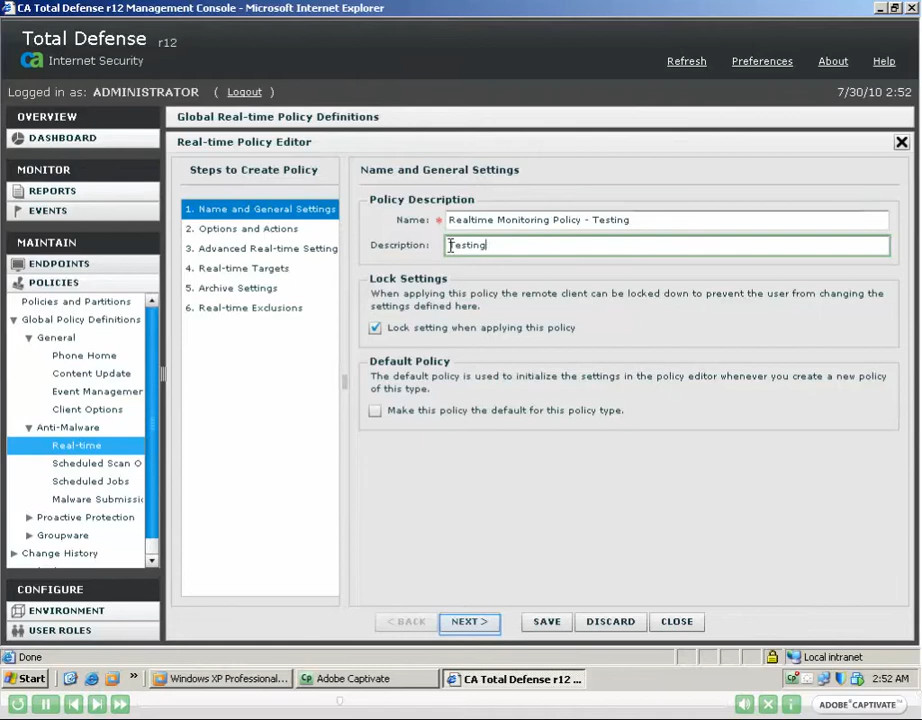 CA Total Defense r12 Management Console - Microsoft Internet Explorer
Total Defense r12
ca Internet Security
Refresh Preferences About Help
Logged in as: ADMINISTRATOR ( Logout )
7/30/10 2:52
OVERVIEW
DASHBOARD
MONITOR
REPORTS
EVENTS
MAINTAIN
ENDPOINTS
POLICIES
Policies and Partitions
Global Policy Definitions
General
Phone Home
Content Update
Event Managemer
Client Options
Anti-Malware
Real-time
Scheduled Scan O
Scheduled Jobs
Malware Submissic
Proactive Protection
Groupware
Change History
CONFIGURE
ENVIRONMENT
USER ROLES
Global Real-time Policy Definitions
Real-time Policy Editor
Steps to Create Policy
1. Name and General Settings
2. Options and Actions
3. Advanced Real-time Setting
4. Real-time Targets
5. Archive Settings
6. Real-time Exclusions
Name and General Settings
Policy Description
Name: * Realtime Monitoring Policy - Testing
Description: Testing
Lock Settings
When applying this policy the remote client can be locked down to prevent the user from changing the
settings defined here.
Lock setting when applying this policy
Default Policy
The default policy is used to initialize the settings in the policy editor whenever you create a new policy
of this type.
Make this policy the default for this policy type.
< BACK NEXT > SAVE DISCARD CLOSE
Done
Local intranet
Start
Windows XP Professional...
Adobe Captivate
CA Total Defense r12 ...
2:52 AM
ADOBE® CAPTIVATE™